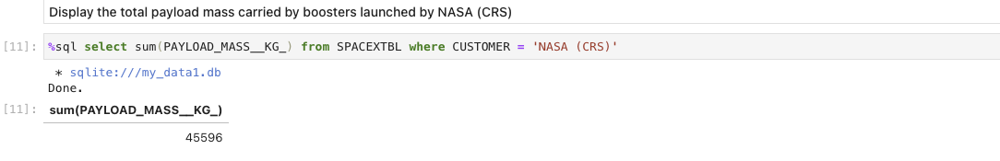 Display the total payload mass carried by boosters launched by NASA (CRS)
[11]: %sql select sum(PAYLOAD_MASS__KG_) from SPACEXTBL where CUSTOMER = 'NASA (CRS)'
* sqlite:///my_data1.db
Done.
[11]: sum(PAYLOAD_MASS__KG_)
45596